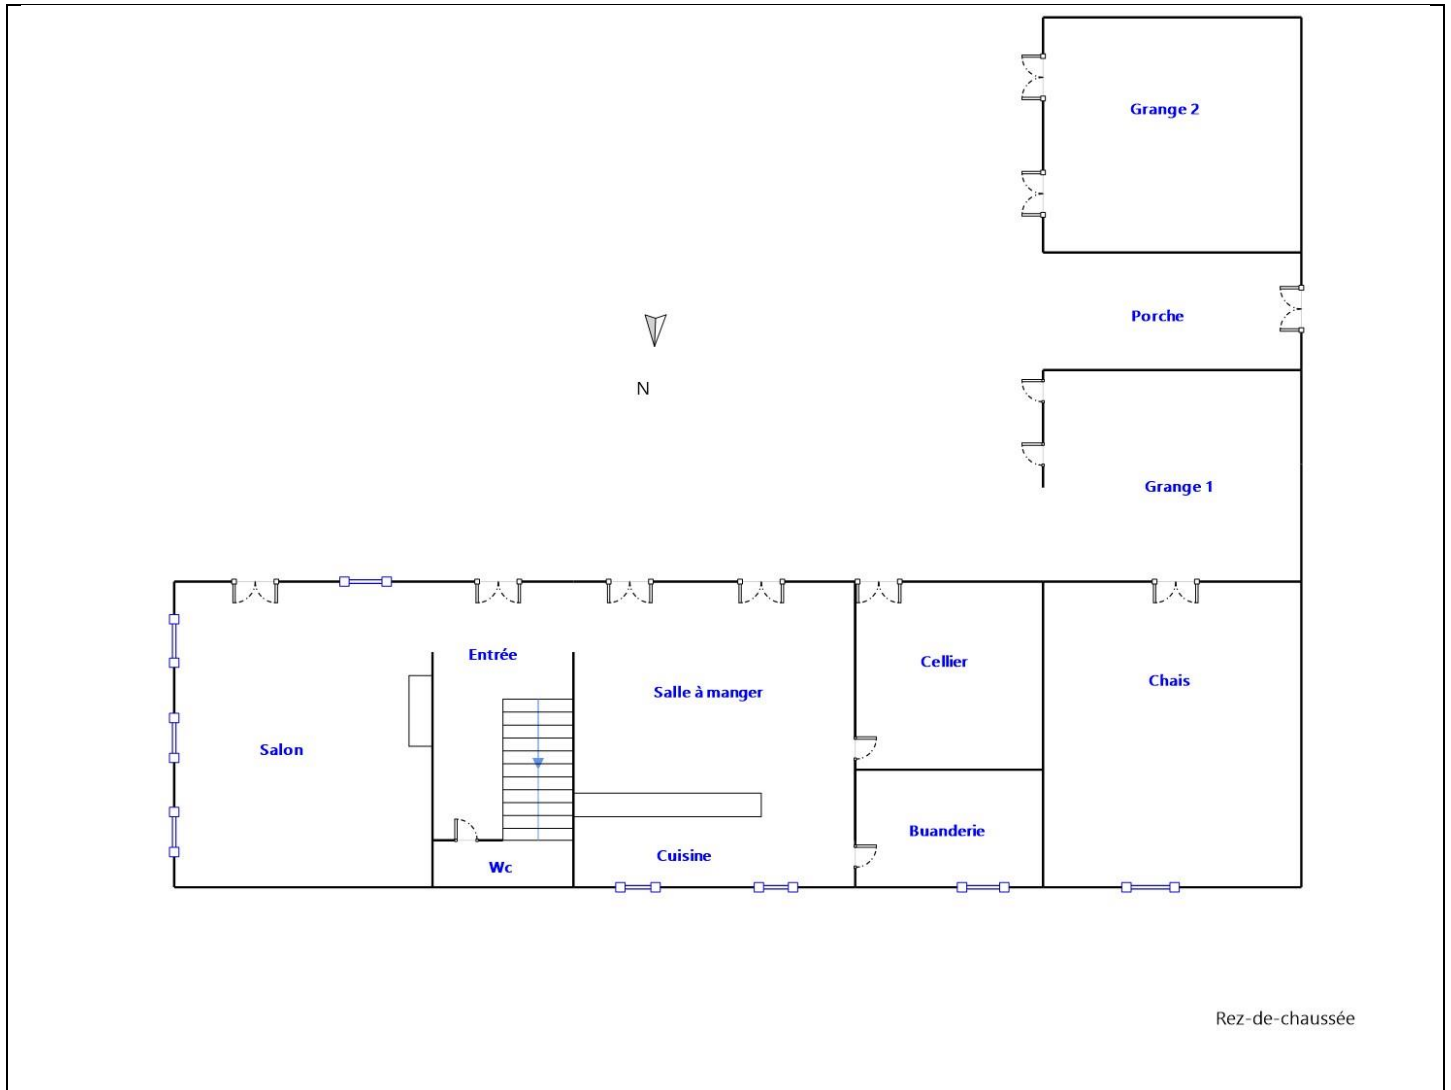 Grange 2
Porche
N
Grange 1
Entrée
Cellier
Chais
Salle à manger
Salon
Buanderie
Cuisine
Wc
Rez-de-chaussée